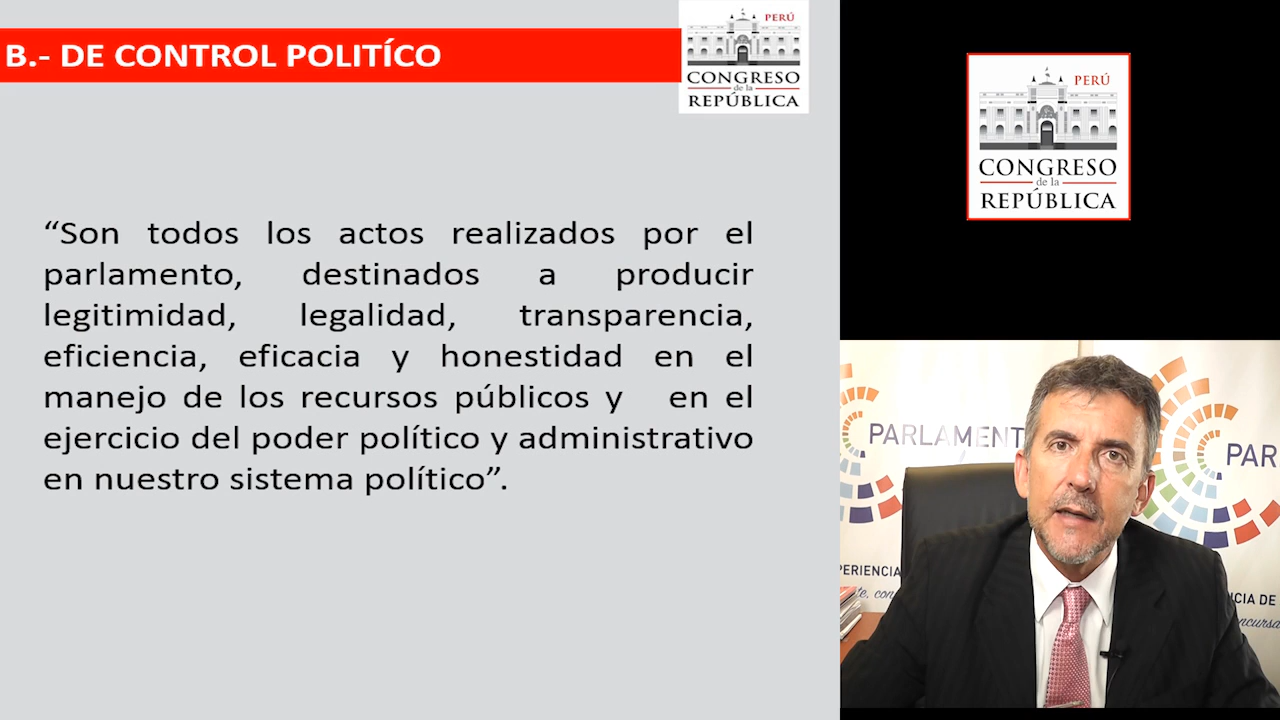 B.- DE CONTROL POLITÍCO
PERÚ
CONGRESO
de la
REPÚBLICA
“Son todos los actos realizados por el
parlamento, destinados a producir
legitimidad, legalidad, transparencia,
eficiencia, eficacia y honestidad en el
manejo de los recursos públicos y en el
ejercicio del poder político y administrativo
en nuestro sistema político”.
PERÚ
CONGRESO
de la
REPÚBLICA
PARLAMENT
PAR
PERIENCIA
CIA DE